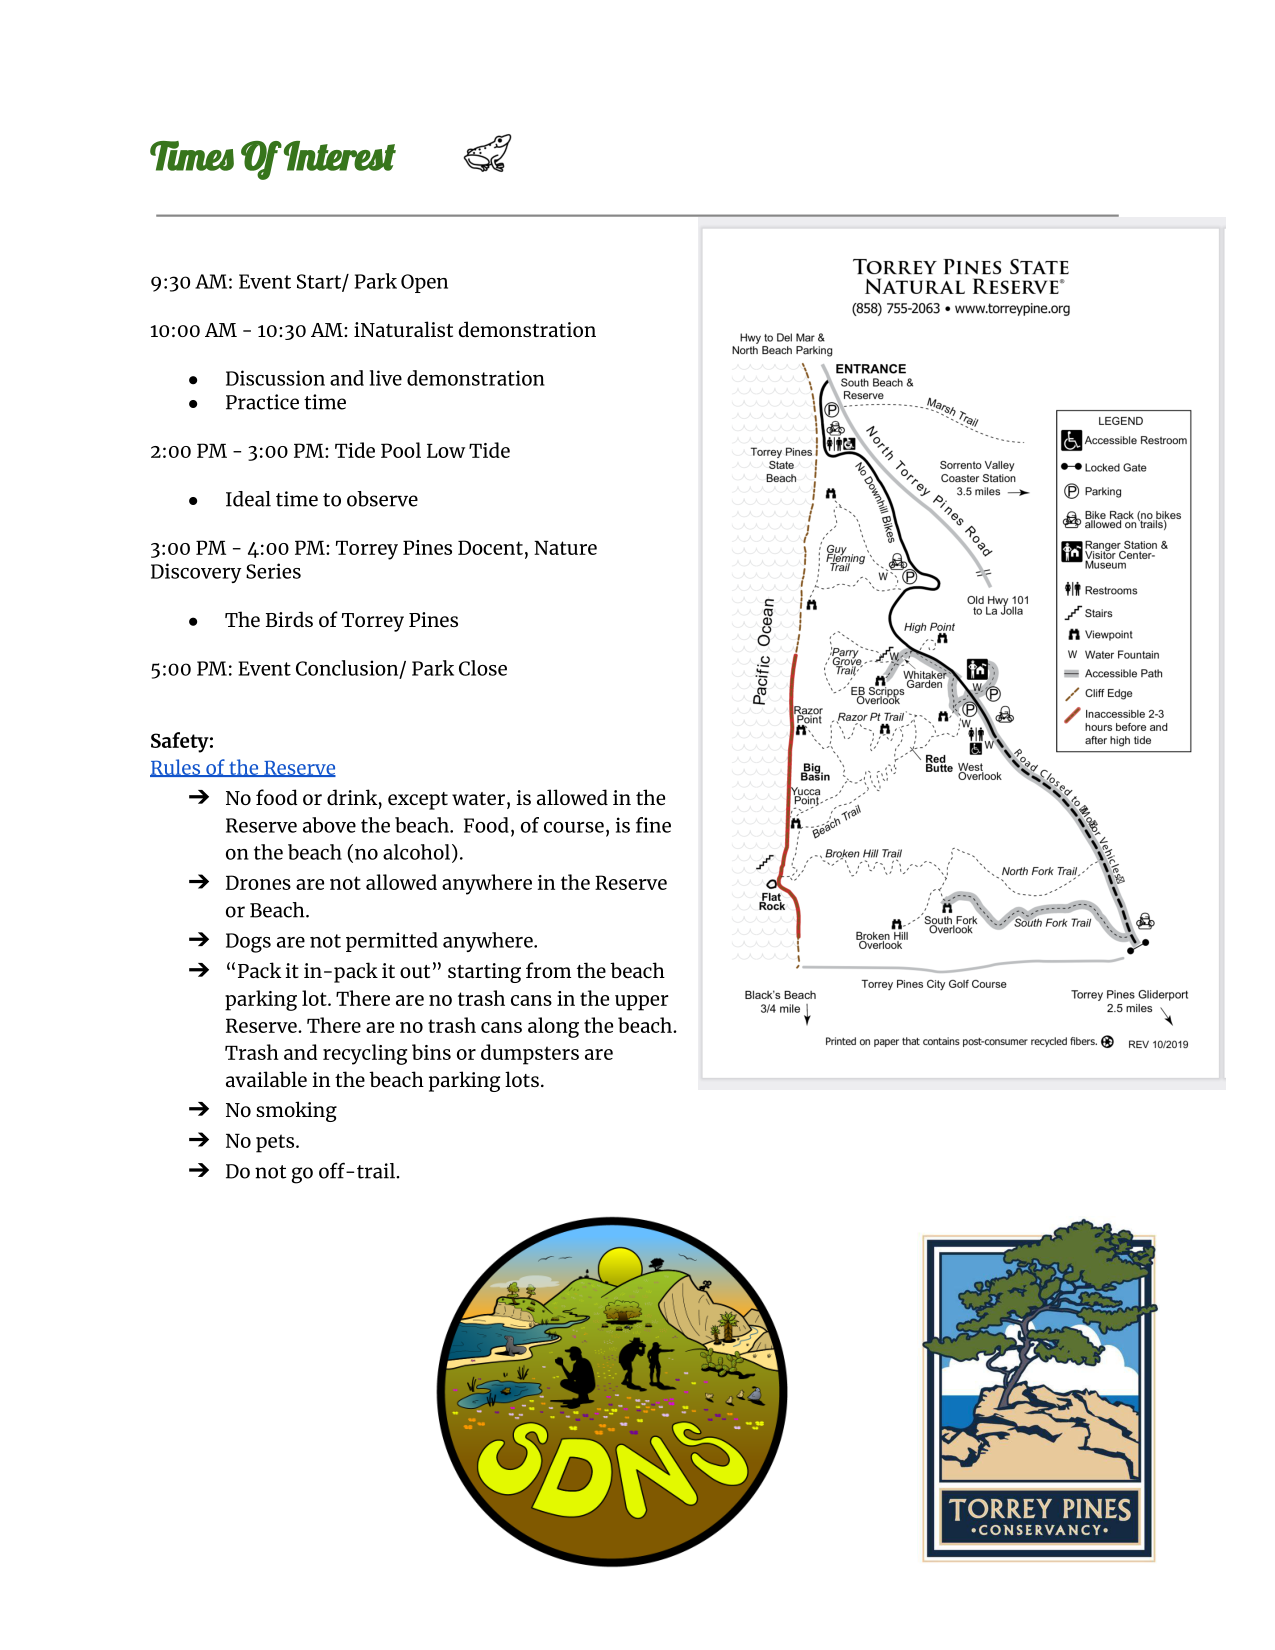 Times Of Interest
9:30 AM: Event Start/ Park Open
10:00 AM - 10:30 AM: iNaturalist demonstration
● Discussion and live demonstration
● Practice time
2:00 PM - 3:00 PM: Tide Pool Low Tide
● Ideal time to observe
3:00 PM - 4:00 PM: Torrey Pines Docent, Nature
Discovery Series
● The Birds of Torrey Pines
5:00 PM: Event Conclusion/ Park Close
Safety:
Rules of the Reserve
➔ No food or drink, except water, is allowed in the
Reserve above the beach.  Food, of course, is fine
on the beach (no alcohol).
➔ Drones are not allowed anywhere in the Reserve
or Beach.
➔ Dogs are not permitted anywhere.
➔ “Pack it in-pack it out” starting from the beach
parking lot. There are no trash cans in the upper
Reserve. There are no trash cans along the beach.
Trash and recycling bins or dumpsters are
available in the beach parking lots.
➔ No smoking
➔ No pets.
➔ Do not go off-trail.
TORREY PINES STATE
NATURAL RESERVE®
(858) 755-2063 • www.torreypine.org
Hwy to Del Mar &
North Beach Parking
ENTRANCE
South Beach &
Reserve
P
Marsh Trail
North Torrey Pines Road
No Downhill Bikes
Torrey Pines
State
Beach
Sorrento Valley
Coaster Station
3.5 miles
Guy
Fleming
Trail
W
P
Old Hwy 101
to La Jolla
Pacific Ocean
High Point
Parry
Grove
Trail
W
Whitaker
Garden
EB Scripps
Overlook
W
P
P
Razor
Point
Razor Pt Trail
W
W
Red
Butte
West
Overlook
Big
Basin
Yucca
Point
Beach Trail
Road Closed to Motor Vehicles
Broken Hill Trail
North Fork Trail
Flat
Rock
South Fork
Overlook
South Fork Trail
Broken Hill
Overlook
Torrey Pines City Golf Course
Black's Beach
3/4 mile
Torrey Pines Gliderport
2.5 miles
Printed on paper that contains post-consumer recycled fibers.
REV 10/2019
LEGEND
Accessible Restroom
Locked Gate
P Parking
Bike Rack (no bikes
allowed on trails)
Ranger Station &
Visitor Center-
Museum
Restrooms
Stairs
Viewpoint
W Water Fountain
Accessible Path
Cliff Edge
Inaccessible 2-3
hours before and
after high tide
SDNS
TORREY PINES
•CONSERVANCY•